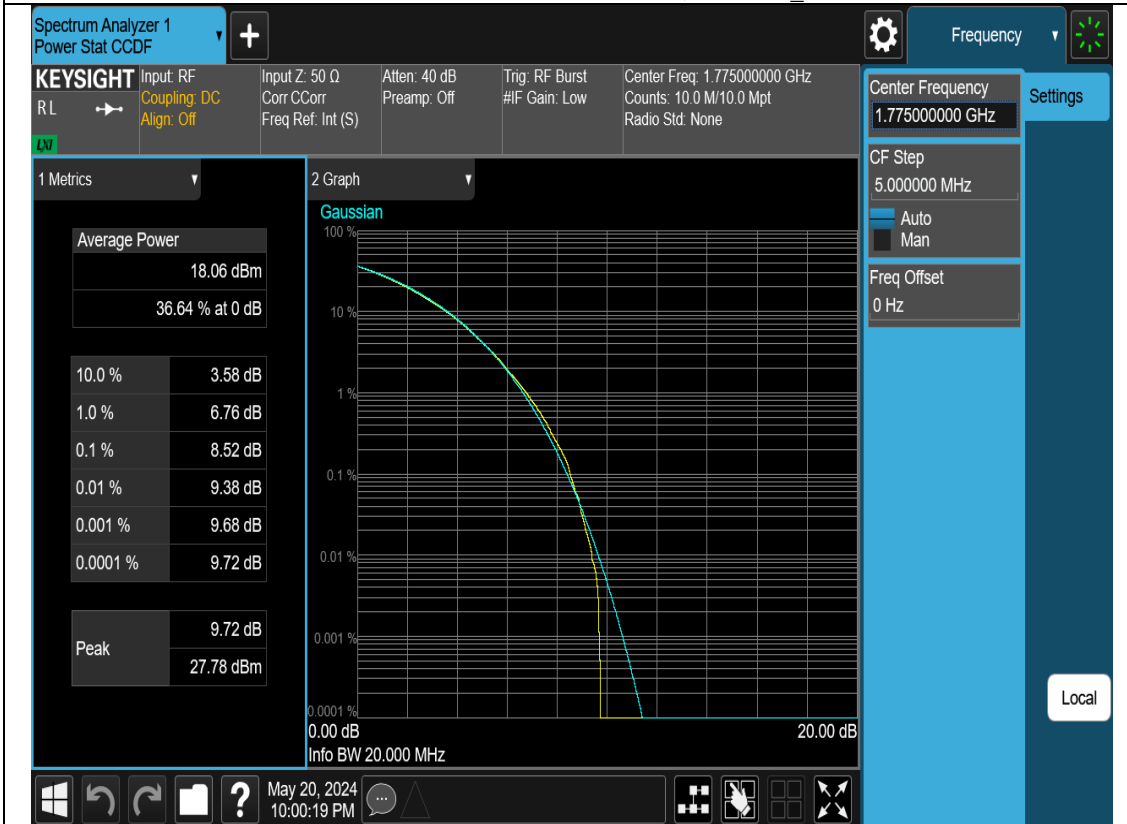 Spectrum Analyzer 1
Power Stat CCDF
Frequency
KEYSIGHT
RL
LXI
Input: RF
Coupling: DC
Align: Off
Input Z: 50 Ω
Corr CCorr
Freq Ref: Int (S)
Atten: 40 dB
Preamp: Off
Trig: RF Burst
#IF Gain: Low
Center Freq: 1.775000000 GHz
Counts: 10.0 M/10.0 Mpt
Radio Std: None
Center Frequency
1.775000000 GHz
Settings
CF Step
5.000000 MHz
Auto
Man
Freq Offset
0 Hz
1 Metrics
Average Power
18.06 dBm
36.64 % at 0 dB
10.0 % 3.58 dB
1.0 % 6.76 dB
0.1 % 8.52 dB
0.01 % 9.38 dB
0.001 % 9.68 dB
0.0001 % 9.72 dB
Peak
9.72 dB
27.78 dBm
2 Graph
Gaussian
100 %
10 %
1 %
0.1 %
0.01 %
0.001 %
0.0001 %
0.00 dB 20.00 dB
Info BW 20.000 MHz
Local
?
May 20, 2024
10:00:19 PM